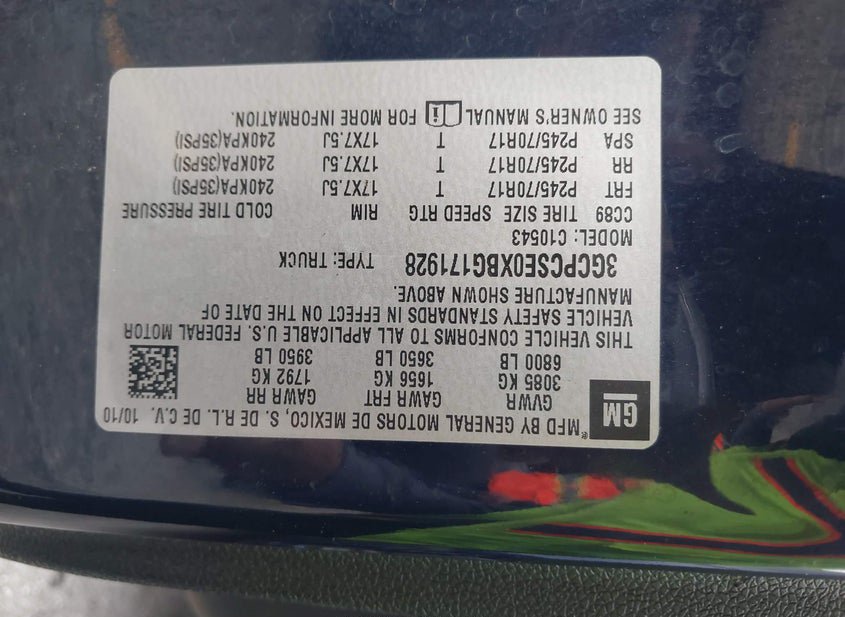 GM *MFD BY GENERAL MOTORS DE MEXICO, S. DE R.L. DE C.V. 10/10
GVWR GAWR FRT GAWR RR
3085 KG 1656 KG 1792 KG
6800 LB 3650 LB 3950 LB
THIS VEHICLE CONFORMS TO ALL APPLICABLE U.S. FEDERAL MOTOR
VEHICLE SAFETY STANDARDS IN EFFECT ON THE DATE OF
MANUFACTURE SHOWN ABOVE.
3GCPCSE0XBG171928 TYPE: TRUCK
MODEL: C10543
CC89 TIRE SIZE SPEED RTG RIM COLD TIRE PRESSURE
FRT P245/70R17 T 17X7.5J 240KPA(35PSI)
RR P245/70R17 T 17X7.5J 240KPA(35PSI)
SPA P245/70R17 T 17X7.5J 240KPA(35PSI)
SEE OWNER'S MANUAL FOR MORE INFORMATION.